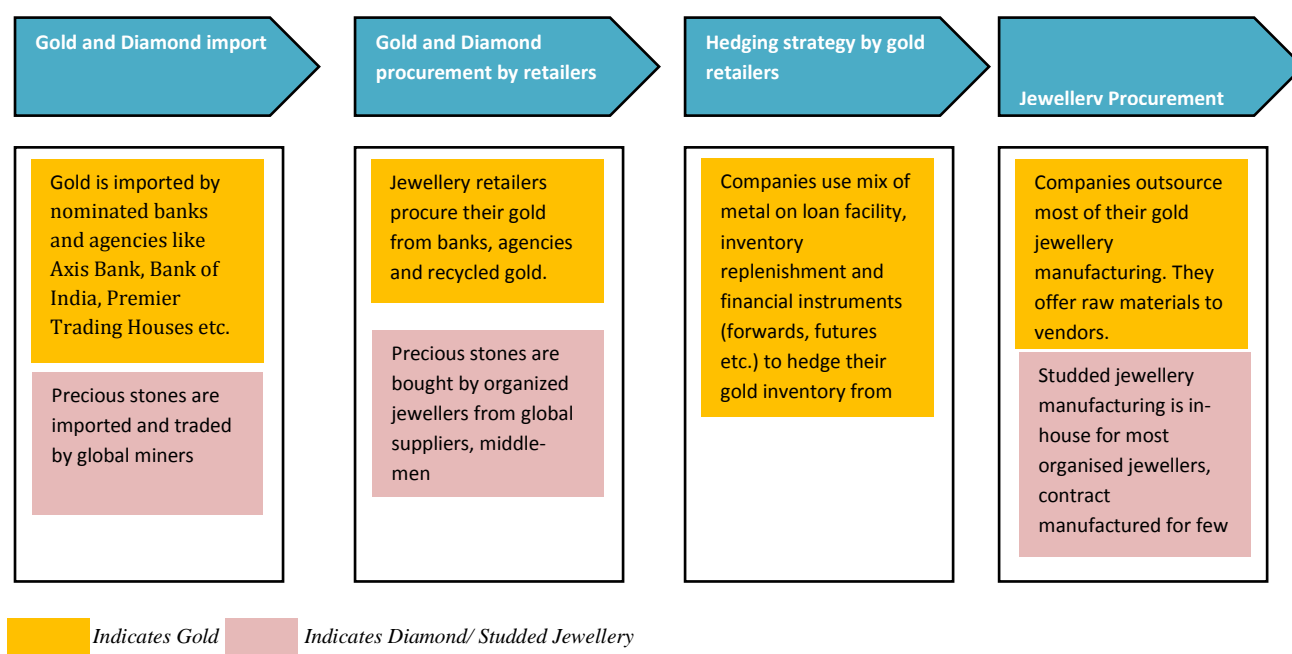 Gold and Diamond import
Gold and Diamond
procurement by retailers
Hedging strategy by gold
retailers
Jewellery Procurement
Gold is imported by
nominated banks
and agencies like
Axis Bank, Bank of
India, Premier
Trading Houses etc.
Precious stones are
imported and traded
by global miners
Jewellery retailers
procure their gold
from banks, agencies
and recycled gold.
Precious stones are
bought by organized
jewellers from global
suppliers, middle-
men
Companies use mix of
metal on loan facility,
inventory
replenishment and
financial instruments
(forwards, futures
etc.) to hedge their
gold inventory from
Companies outsource
most of their gold
jewellery
manufacturing. They
offer raw materials to
vendors.
Studded jewellery
manufacturing is in-
house for most
organised jewellers,
contract
manufactured for few
Indicates Gold
Indicates Diamond/ Studded Jewellery